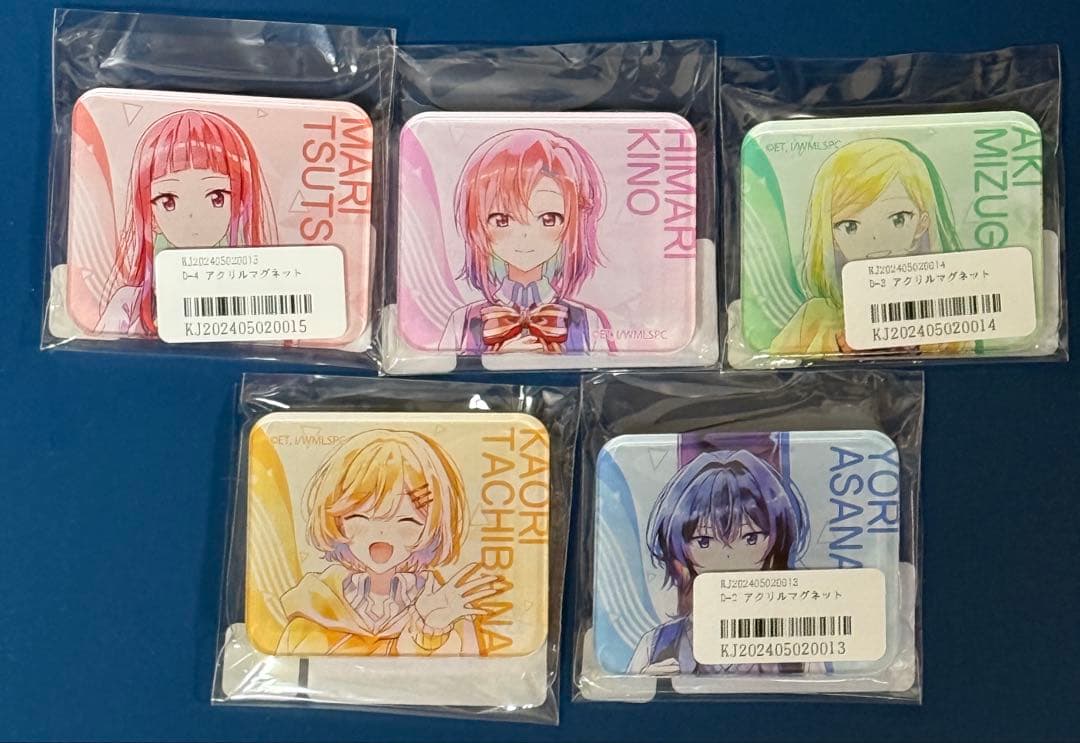 MARI
TSUTS
KJ202405020013
D-4 アクリルマグネット
KJ202405020015
HIMARI
KINO
©ET, I/WMLSPC
©ET, I/WMLSPC
AKI
MIZUG
KJ202405020014
D-3 アクリルマグネット
KJ202405020014
©ET, I/WMLSPC
KAORI
TACHIBANA
YORI
ASANA
KJ202405020013
D-2 アクリルマグネット
KJ202405020013